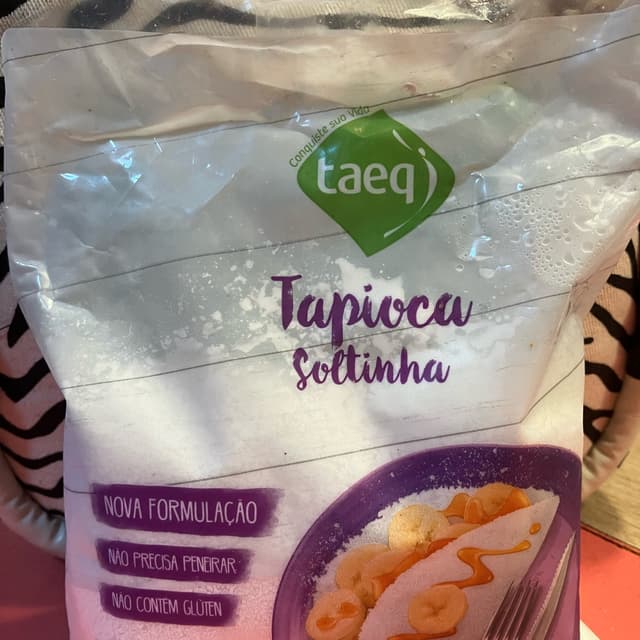 Conquiste sua vida
taeq
Tapioca
Soltinha
NOVA FORMULAÇÃO
NÃO PRECISA PENEIRAR
NÃO CONTÉM GLÚTEN